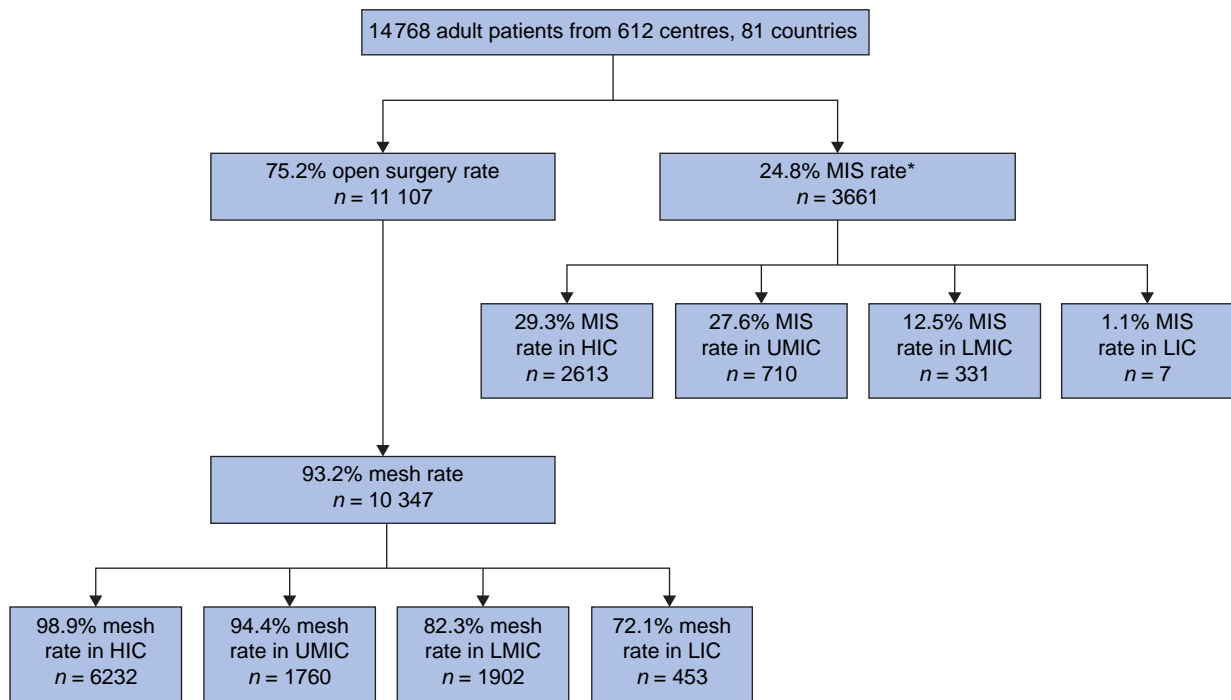 14 768 adult patients from 612 centres, 81 countries
75.2% open surgery rate
n = 11 107
24.8% MIS rate*
n = 3661
29.3% MIS
rate in HIC
n = 2613
27.6% MIS
rate in UMIC
n = 710
12.5% MIS
rate in LMIC
n = 331
1.1% MIS
rate in LIC
n = 7
93.2% mesh rate
n = 10 347
98.9% mesh
rate in HIC
n = 6232
94.4% mesh
rate in UMIC
n = 1760
82.3% mesh
rate in LMIC
n = 1902
72.1% mesh
rate in LIC
n = 453